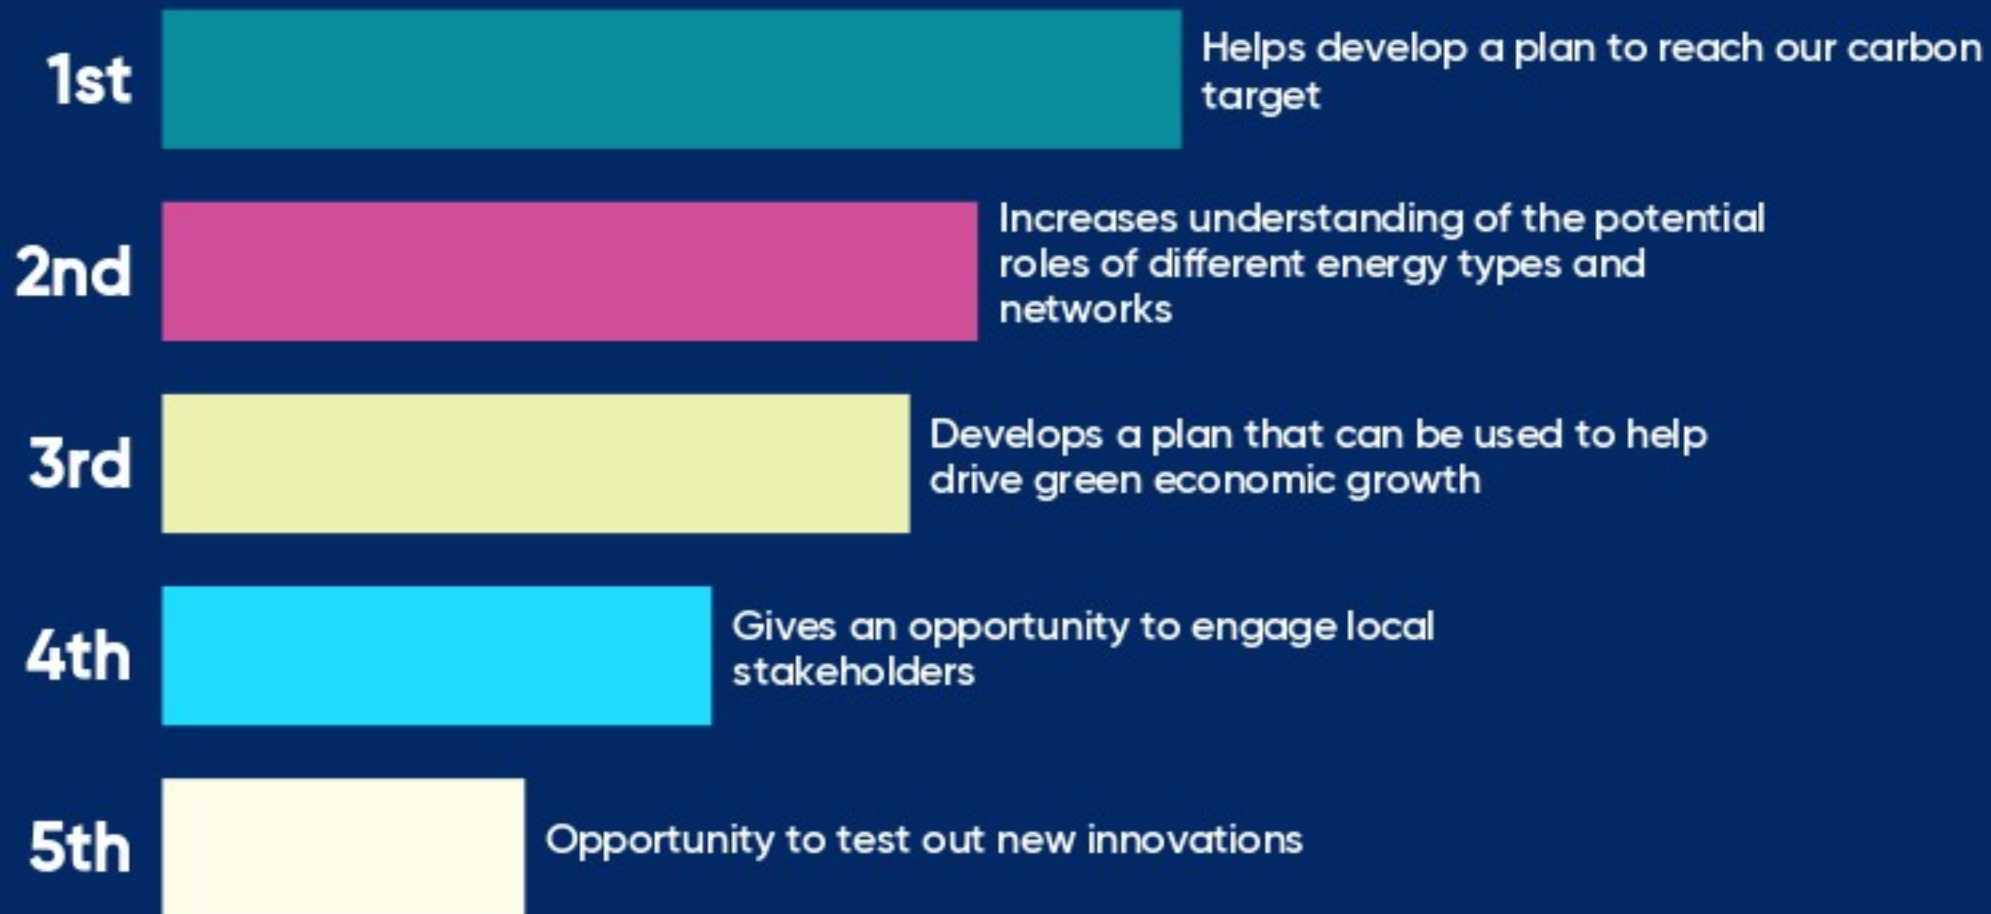 1st
Helps develop a plan to reach our carbon
target
2nd
Increases understanding of the potential
roles of different energy types and
networks
3rd
Develops a plan that can be used to help
drive green economic growth
4th
Gives an opportunity to engage local
stakeholders
5th
Opportunity to test out new innovations